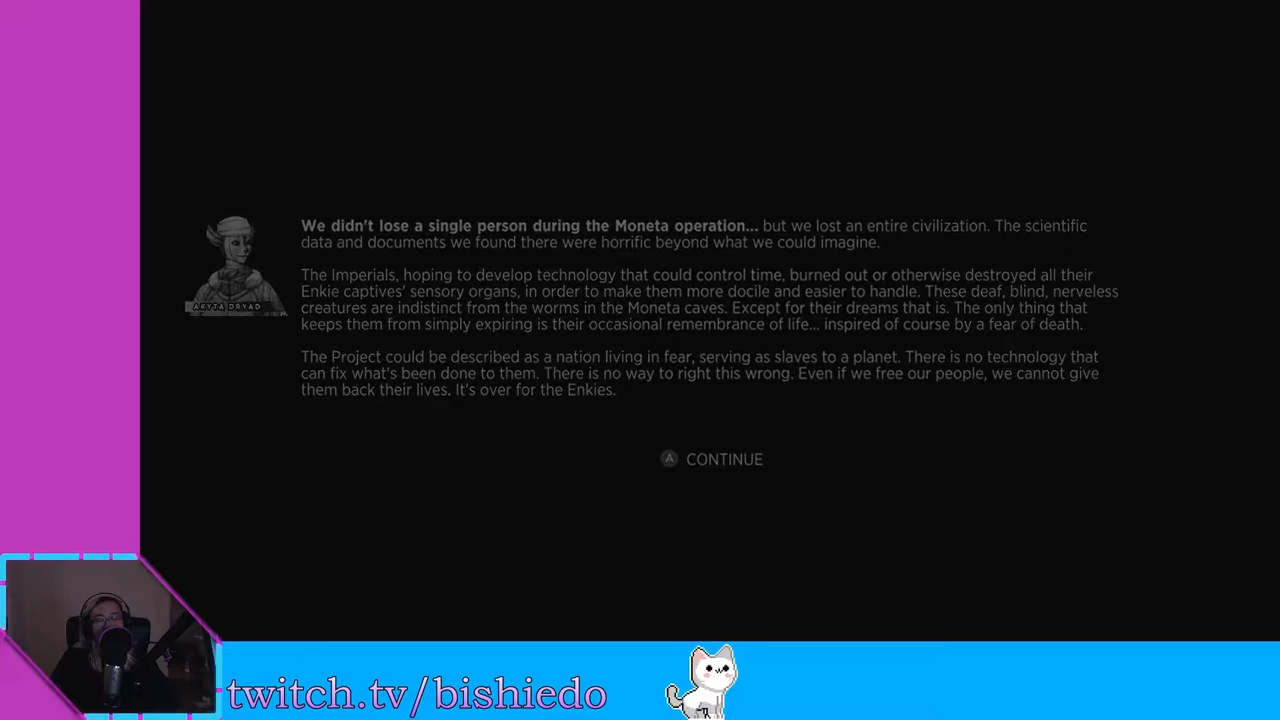 We didn't lose a single person during the Moneta operation... but we lost an entire civilization. The scientific
data and documents we found there were horrific beyond what we could imagine.
AKYTA DRYAD
The Imperials, hoping to develop technology that could control time, burned out or otherwise destroyed all their
Enkie captives' sensory organs, in order to make them more docile and easier to handle. These deaf, blind, nerveless
creatures are indistinct from the worms in the Moneta caves. Except for their dreams that is. The only thing that
keeps them from simply expiring is their occasional remembrance of life... inspired of course by a fear of death.
The Project could be described as a nation living in fear, serving as slaves to a planet. There is no technology that
can fix what's been done to them. There is no way to right this wrong. Even if we free our people, we cannot give
them back their lives. It's over for the Enkies.
A CONTINUE
twitch.tv/bishiedo